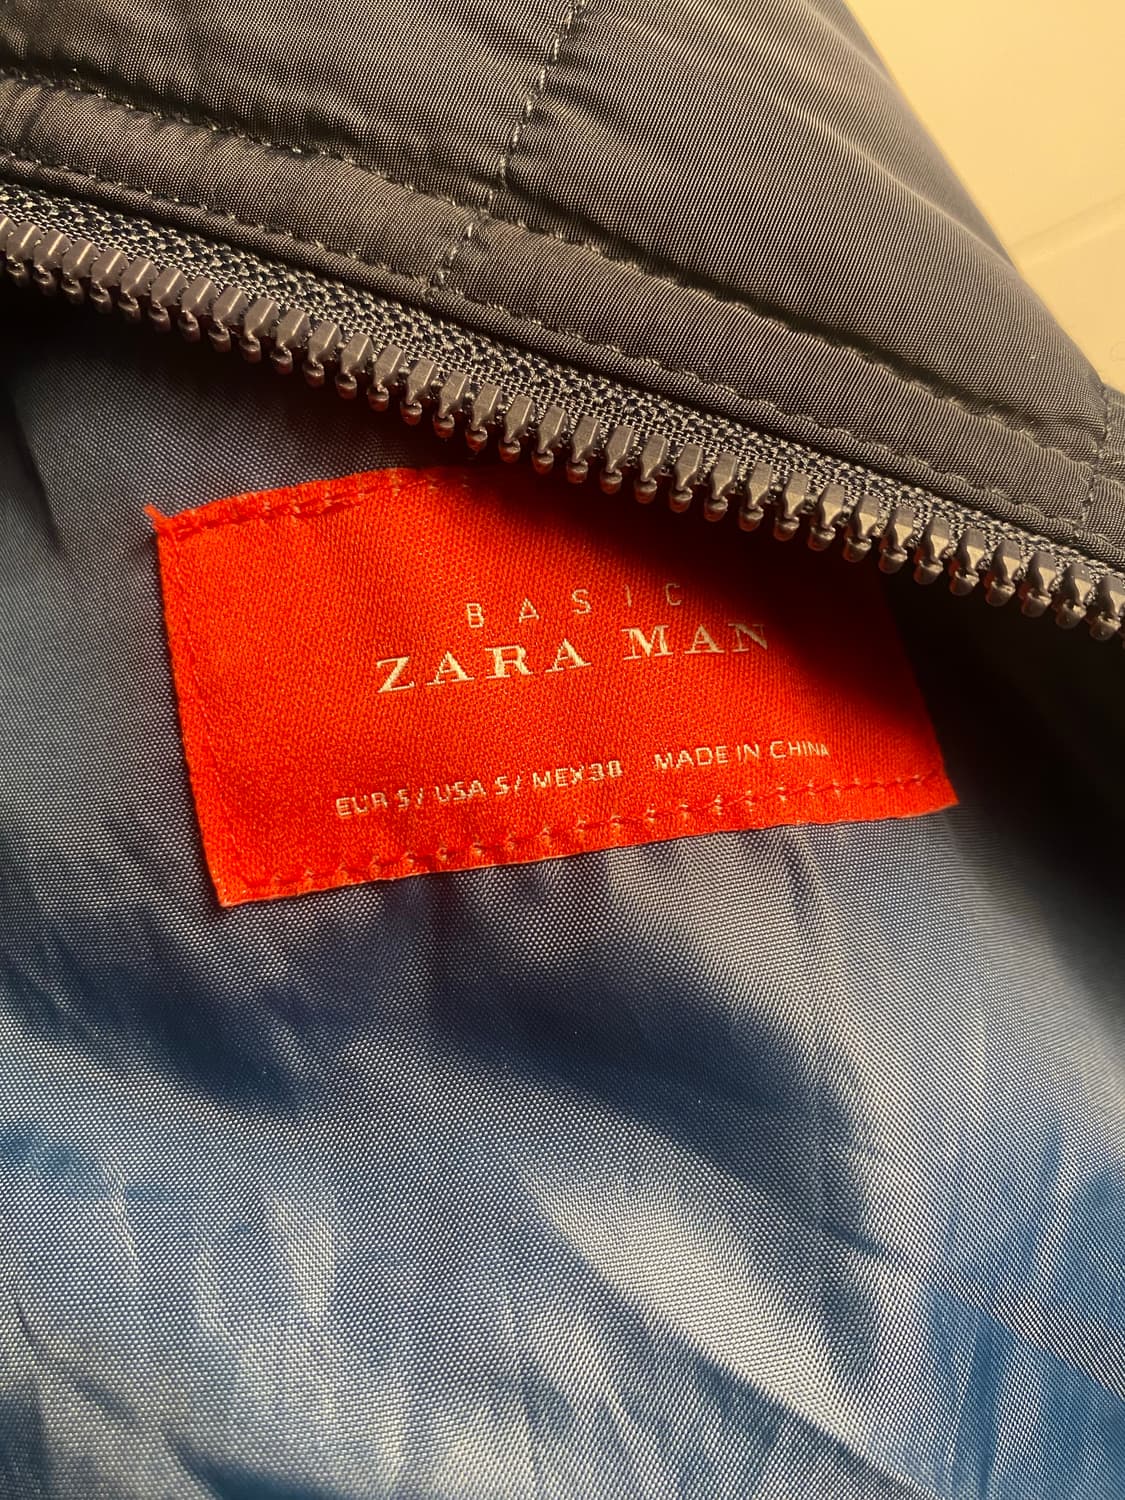 BASIC
ZARA MAN
EUR S/ USA S/ MEX38 MADE IN CHINA